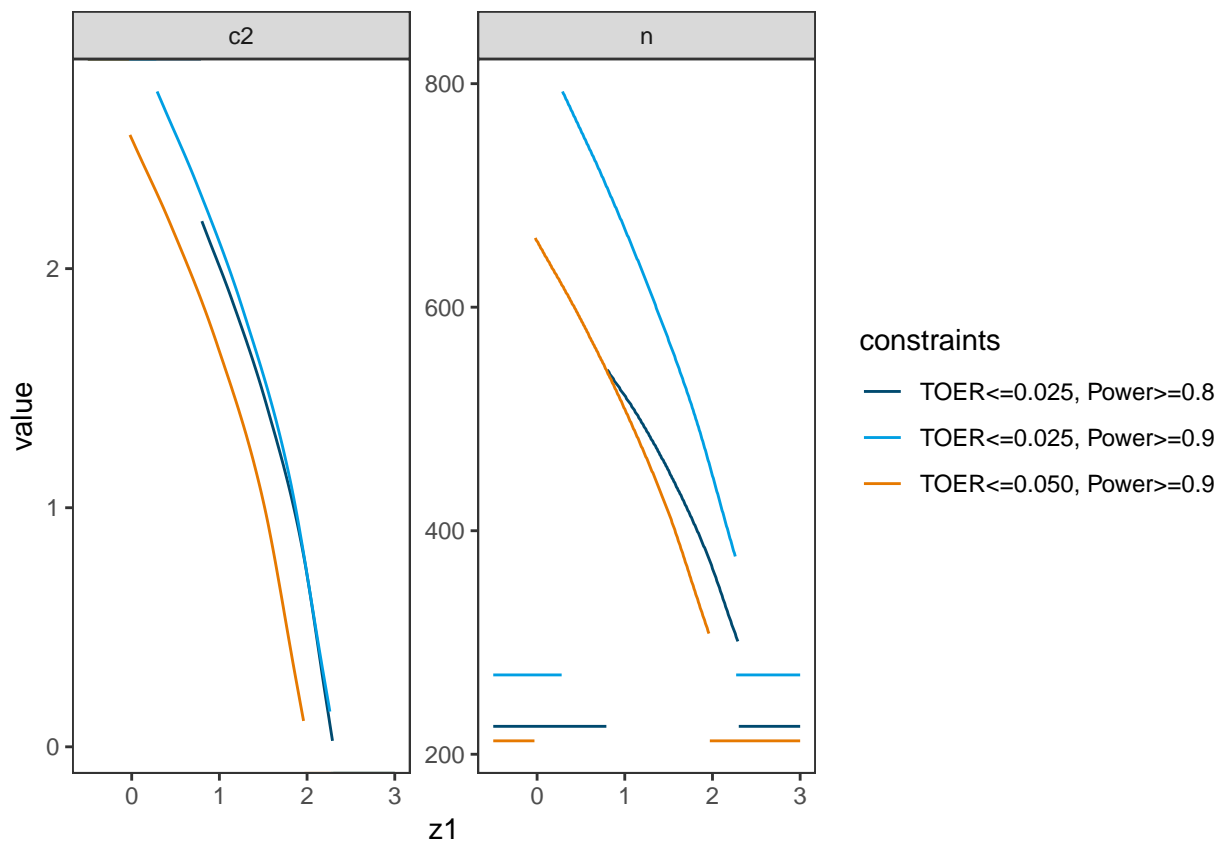 c2
n
value
2
1
0
800
600
400
200
0 1 2 3
0 1 2 3
z1
constraints
TOER<=0.025, Power>=0.8
TOER<=0.025, Power>=0.9
TOER<=0.050, Power>=0.9